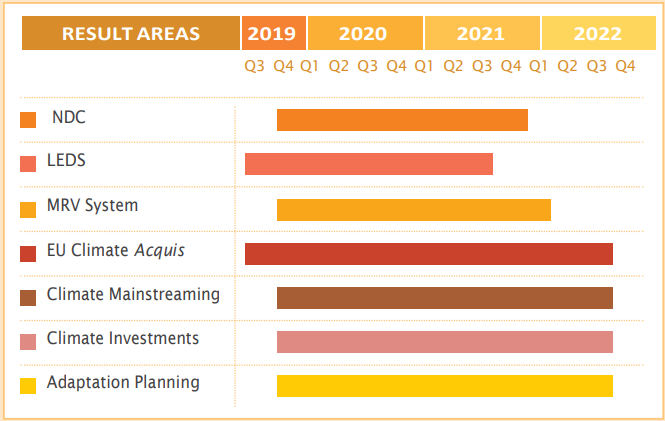 RESULT AREAS 2019 2020 2021 2022
Q3 Q4 Q1 Q2 Q3 Q4 Q1 Q2 Q3 Q4 Q1 Q2 Q3 Q4
NDC
LEDS
MRV System
EU Climate Acquis
Climate Mainstreaming
Climate Investments
Adaptation Planning